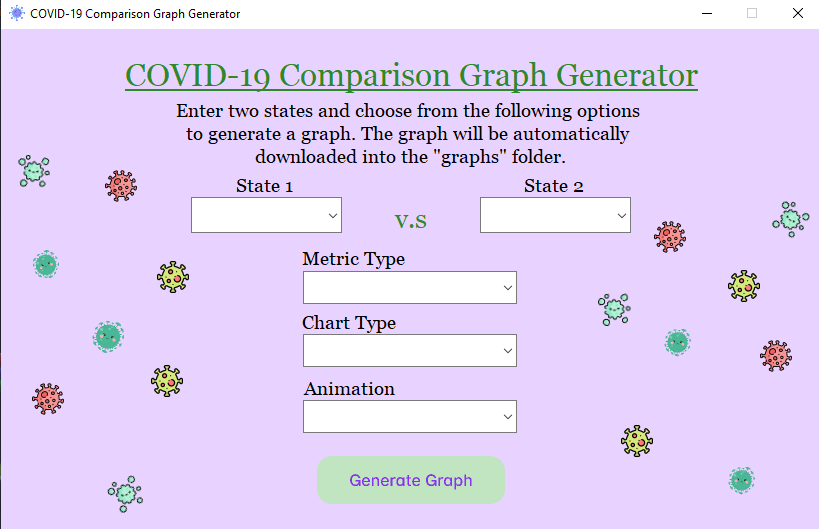 COVID-19 Comparison Graph Generator
COVID-19 Comparison Graph Generator
Enter two states and choose from the following options
to generate a graph. The graph will be automatically
downloaded into the "graphs" folder.
State 1
State 2
v.s
Metric Type
Chart Type
Animation
Generate Graph